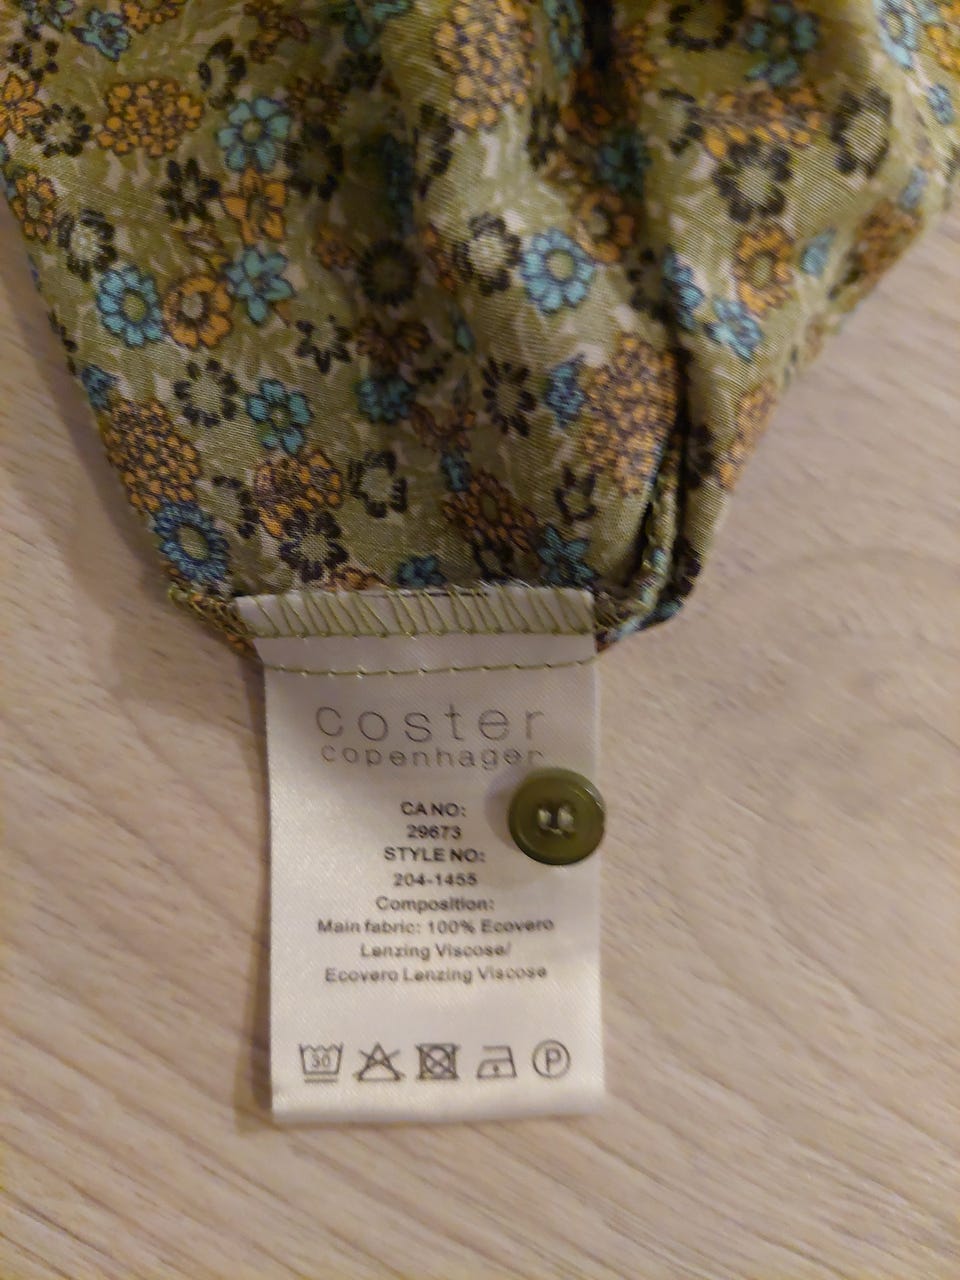 coster
copenhagen
CA NO:
29673
STYLE NO:
204-1455
Composition:
Main fabric: 100% Ecovero
Lenzing Viscose/
Ecovero Lenzing Viscose
30
P